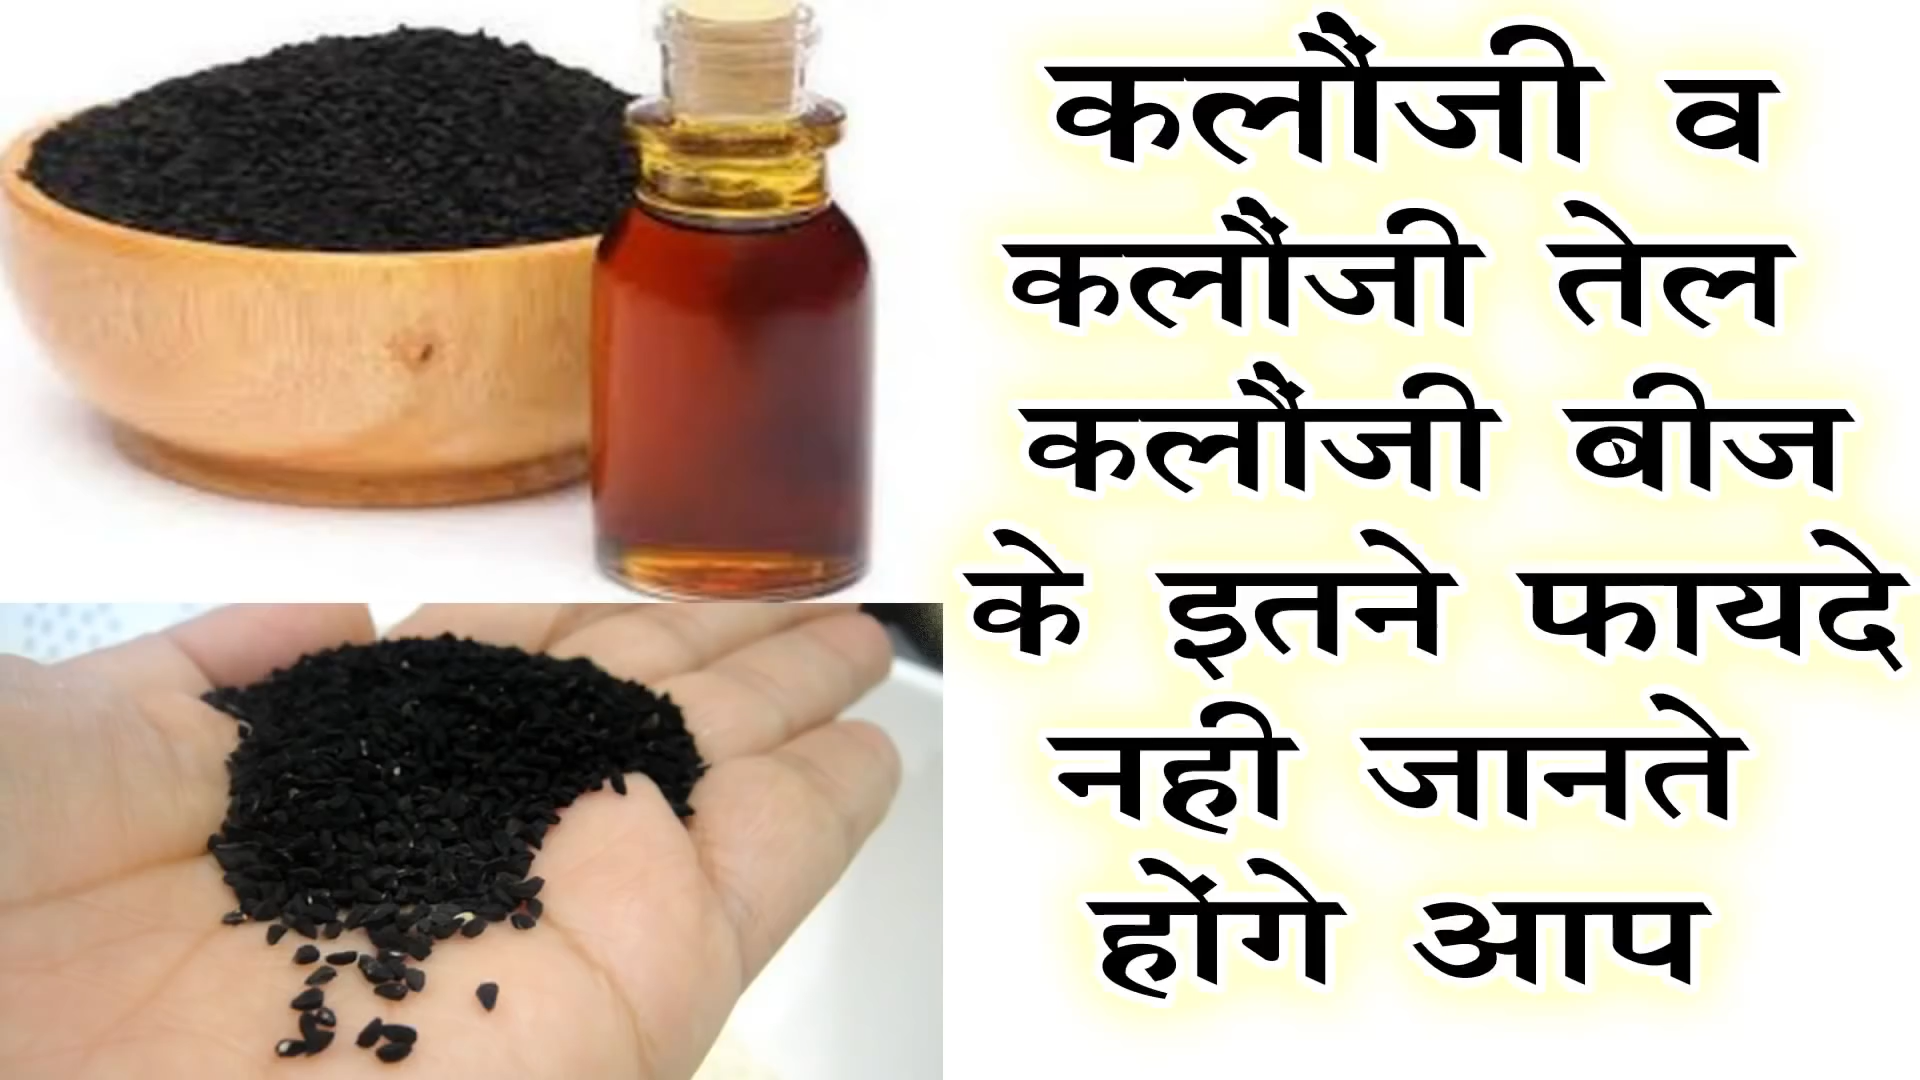 कलौंजी व
कलौंजी तेल
कलौंजी बीज
के इतने फायदे
नही जानते
होंगे आप